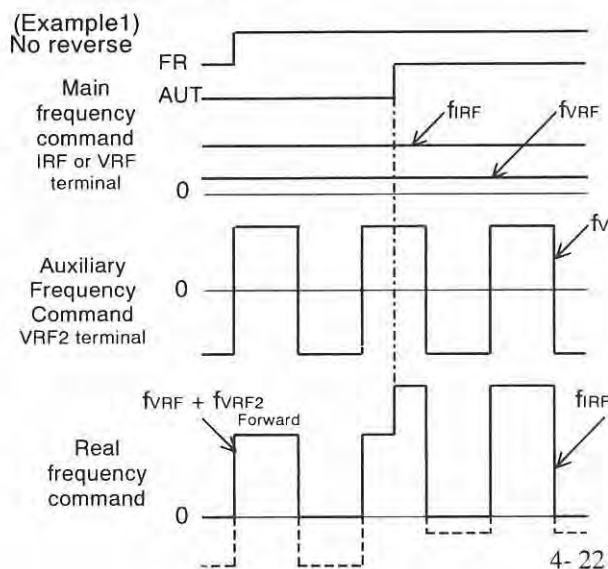 (Example1)
No reverse
FR
AUT
Main
frequency
command
IRF or VRF
terminal
fIRF
fVRF
0
Auxiliary
Frequency
Command
VRF2 terminal
0
fV
fVRF + fVRF2
Forward
fIRF
Real
frequency
command
0
4- 22